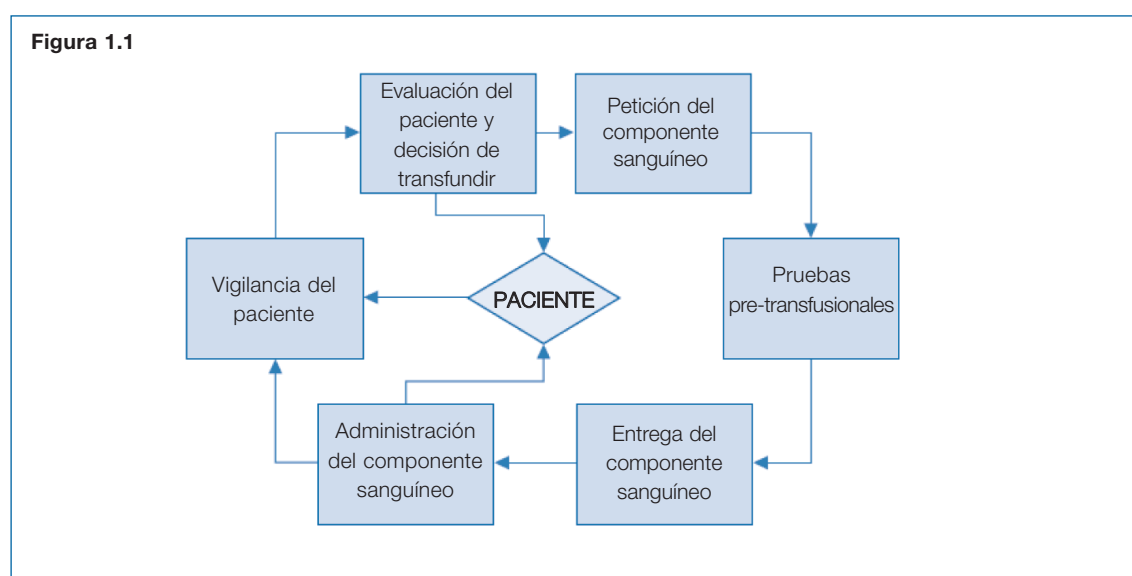 Figura 1.1
Evaluación del
paciente y
decisión de
transfundir
Petición del
componente
sanguíneo
Pruebas
pre-transfusionales
Entrega del
componente
sanguíneo
Administración
del componente
sanguíneo
Vigilancia del
paciente
PACIENTE